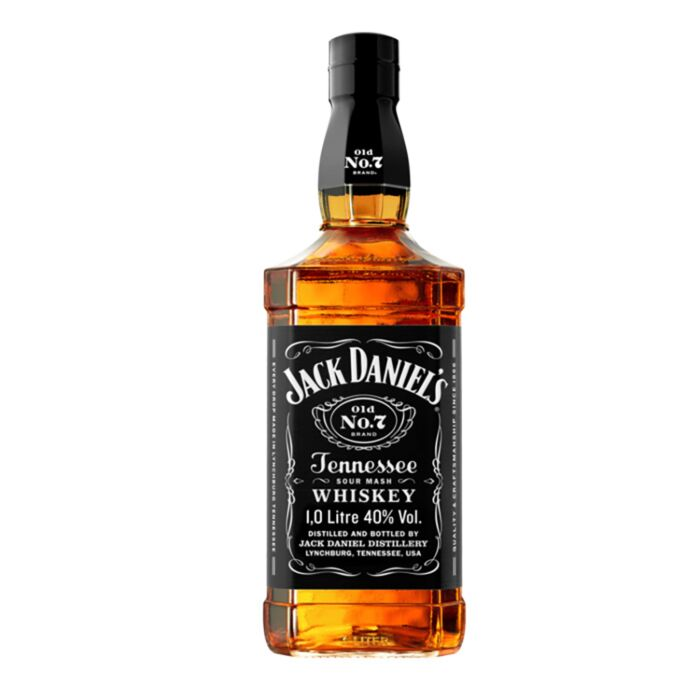 Old
No.7
BRAND
JACK DANIEL'S
Old
No.7
BRAND
Tennessee
SOUR MASH
WHISKEY
1,0 Litre 40% Vol.
DISTILLED AND BOTTLED BY
JACK DANIEL DISTILLERY
LYNCHBURG, TENNESSEE, USA
EVERY DROP MADE IN LYNCHBURG TENNESSEE
QUALITY & CRAFTSMANSHIP SINCE 1866
LITER